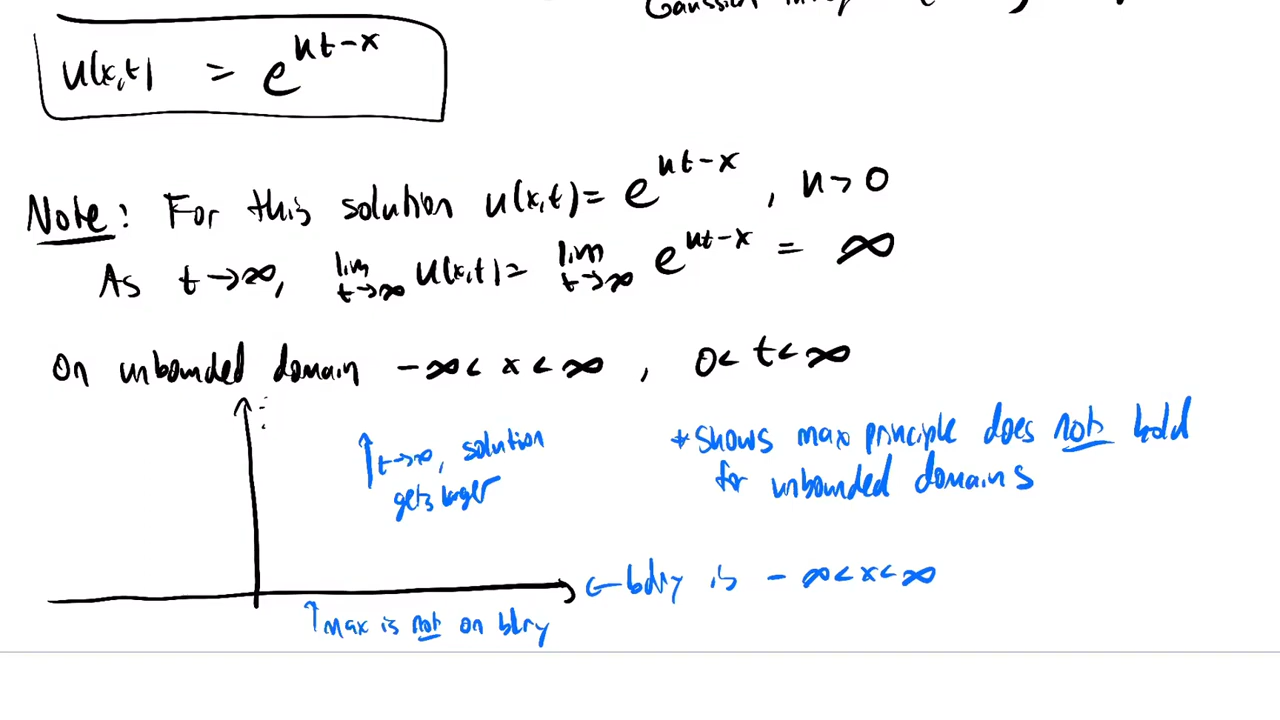 Gaussian
u(x,t) = e^{kt-x}
Note: For this solution u(x,t) = e^{kt-x}, k > 0
As t→∞, lim_{t→∞} u(x,t) = lim_{t→∞} e^{kt-x} = ∞
On unbounded domain -∞ < x < ∞, 0 < t < ∞
↑ t→∞, solution
gets larger
* Shows max principle does not hold
for unbounded domains
← bdry is -∞ < x < ∞
↑ max is not on bdry